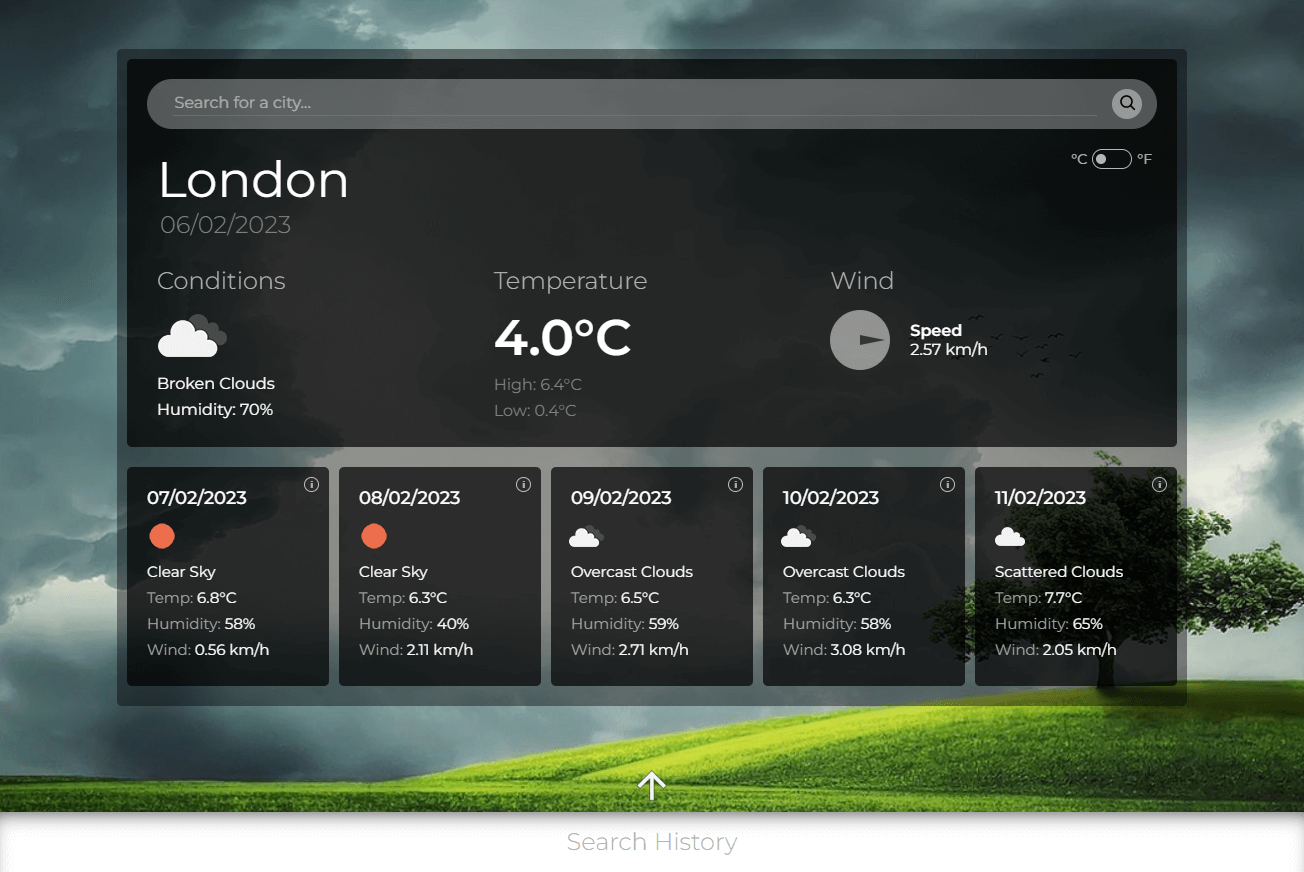 Search for a city...
°C °F
London
06/02/2023
Conditions
Broken Clouds
Humidity: 70%
Temperature
4.0°C
High: 6.4°C
Low: 0.4°C
Wind
Speed
2.57 km/h
07/02/2023
Clear Sky
Temp: 6.8°C
Humidity: 58%
Wind: 0.56 km/h
08/02/2023
Clear Sky
Temp: 6.3°C
Humidity: 40%
Wind: 2.11 km/h
09/02/2023
Overcast Clouds
Temp: 6.5°C
Humidity: 59%
Wind: 2.71 km/h
10/02/2023
Overcast Clouds
Temp: 6.3°C
Humidity: 58%
Wind: 3.08 km/h
11/02/2023
Scattered Clouds
Temp: 7.7°C
Humidity: 65%
Wind: 2.05 km/h
Search History